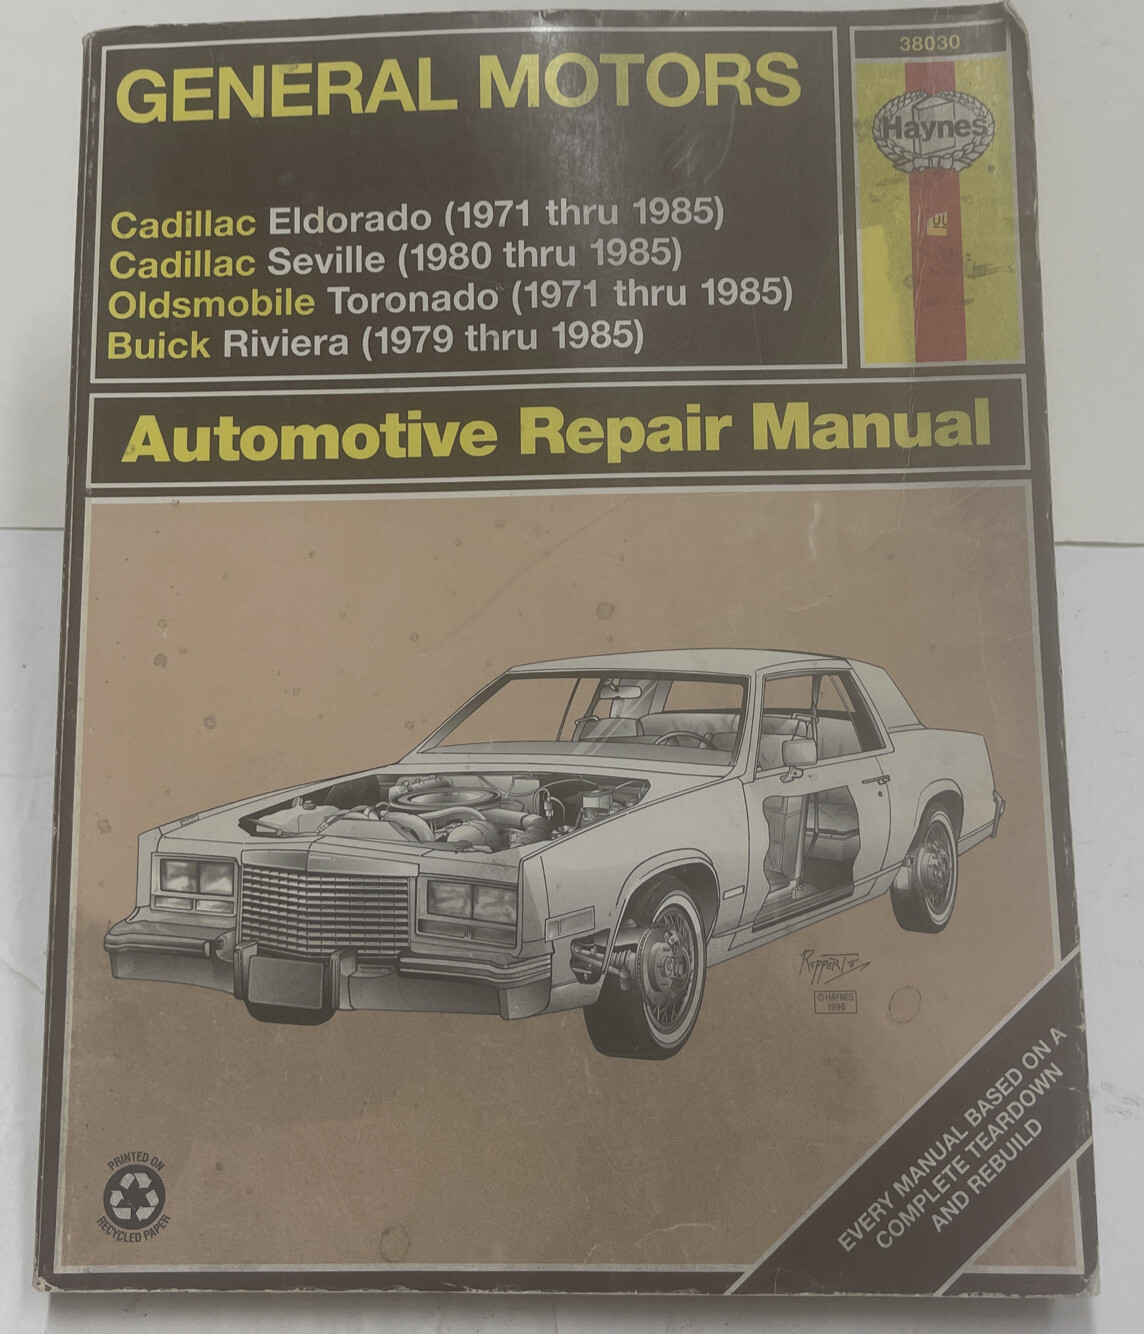 GENERAL MOTORS
38030
Haynes
Cadillac Eldorado (1971 thru 1985)
Cadillac Seville (1980 thru 1985)
Oldsmobile Toronado (1971 thru 1985)
Buick Riviera (1979 thru 1985)
Automotive Repair Manual
© HAYNES
1996
PRINTED ON
RECYCLED PAPER
EVERY MANUAL BASED ON A
COMPLETE TEARDOWN
AND REBUILD